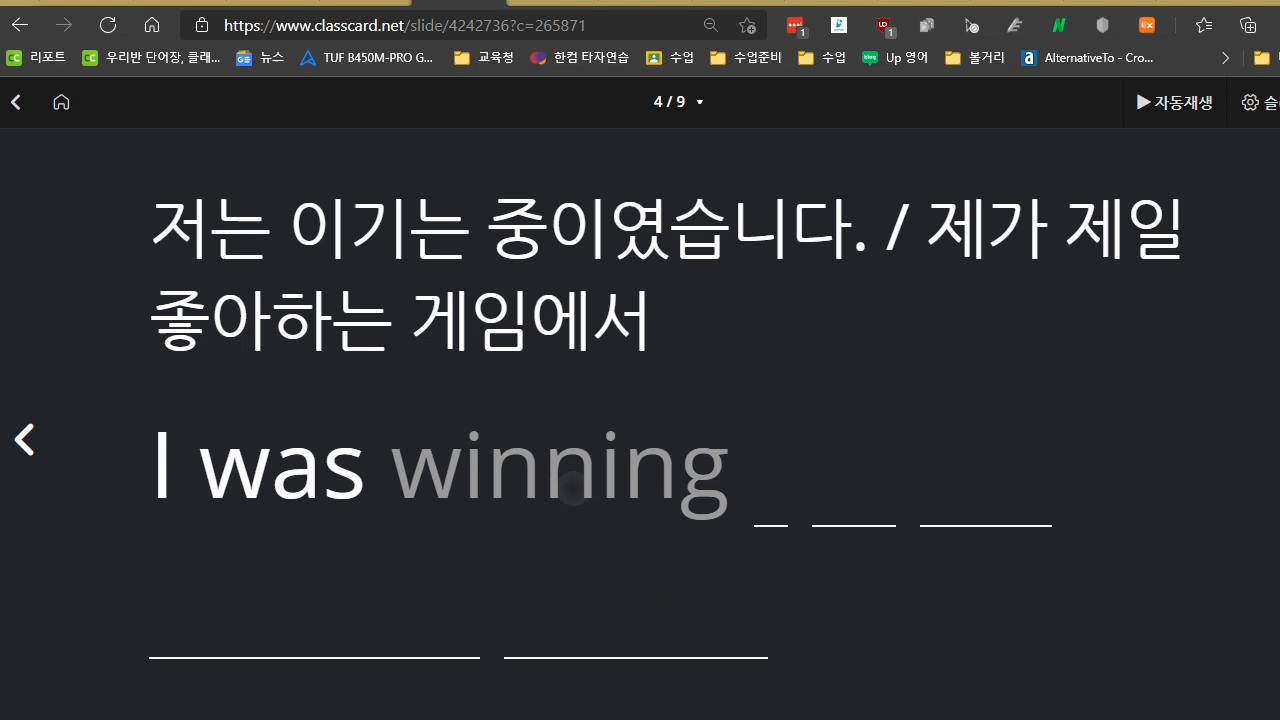 https://www.classcard.net/slide/4242736?c=265871
리포트 우리반 단어장, 클래... 뉴스 TUF B450M-PRO G... 교육청 한컴 타자연습 수업 수업준비 수업 Up 영어 볼거리 AlternativeTo - Cro...
4 / 9 자동재생
저는 이기는 중이였습니다. / 제가 제일
좋아하는 게임에서
I was winning